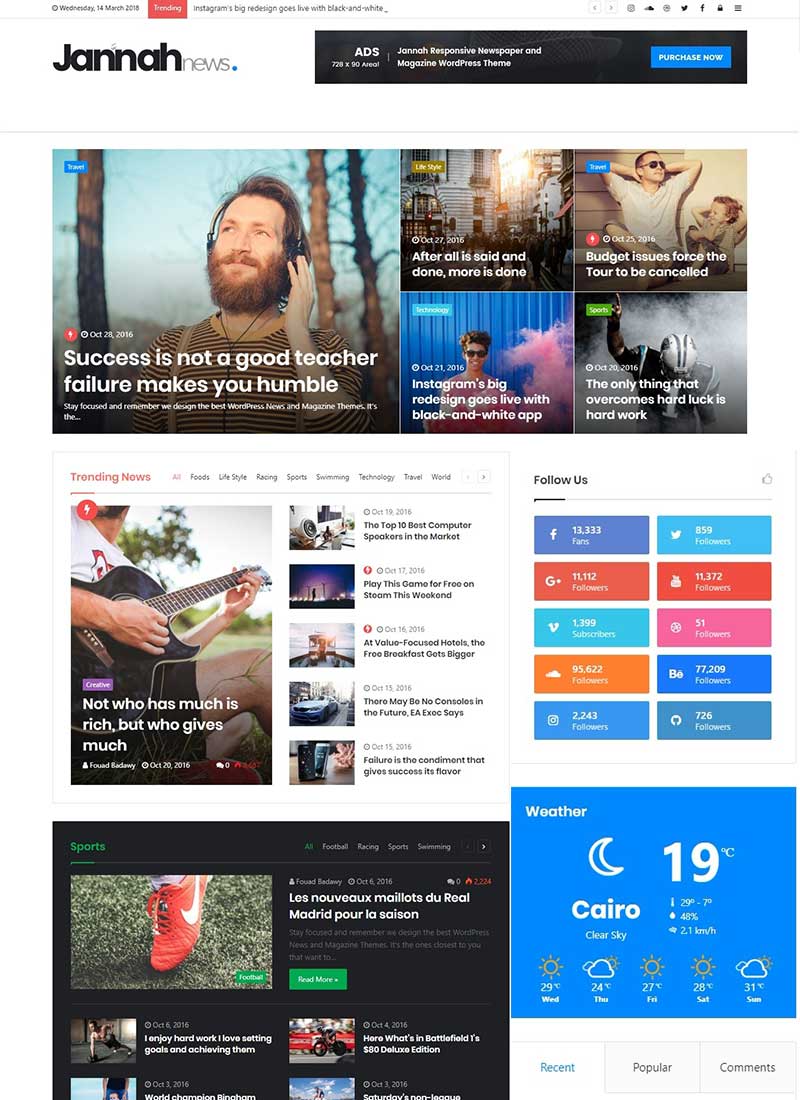 Wednesday, 14 March 2018
Trending
Instagram's big redesign goes live with black-and-white_
Jannah news.
ADS
728 x 90 Area!
Jannah Responsive Newspaper and
Magazine WordPress Theme
PURCHASE NOW
Travel
Oct 28, 2016
Success is not a good teacher
failure makes you humble
Stay focused and remember we design the best WordPress News and Magazine Themes. It's
the...
Life Style
Oct 27, 2016
After all is said and
done, more is done
Travel
Oct 25, 2016
Budget issues force the
Tour to be cancelled
Technology
Oct 21, 2016
Instagram's big
redesign goes live with
black-and-white app
Sports
Oct 20, 2016
The only thing that
overcomes hard luck is
hard work
Trending News
All Foods Life Style Racing Sports Swimming Technology Travel World
Creative
Not who has much is
rich, but who gives
much
Fouad Badawy Oct 20, 2016 0
Oct 19, 2016
The Top 10 Best Computer
Speakers in the Market
Oct 17, 2016
Play This Game for Free on
Steam This Weekend
Oct 16, 2016
At Value-Focused Hotels, the
Free Breakfast Gets Bigger
Oct 15, 2016
There May Be No Consoles in
the Future, EA Exec Says
Oct 15, 2016
Failure is the condiment that
gives success its flavor
Follow Us
13,333
Fans
859
Followers
11,112
Followers
11,372
Followers
1,399
Subscribers
51
Followers
95,622
Followers
77,209
Followers
2,243
Followers
726
Followers
Weather
19 °C
Cairo
Clear Sky
29º - 7º
48%
2.1 km/h
29 °C 24 °C 27 °C 28 °C 31 °C
Wed Thu Fri Sat Sun
Recent Popular Comments
Sports
All Football Racing Sports Swimming
Football
Fouad Badawy Oct 6, 2016 0 2,224
Les nouveaux maillots du Real
Madrid pour la saison
Stay focused and remember we design the best WordPress
News and Magazine Themes. It's the ones closest to you
that want to...
Read More »
Oct 6, 2016
I enjoy hard work I love setting
goals and achieving them
Oct 4, 2016
Here What's in Battlefield 1's
$80 Deluxe Edition
Oct 3, 2016
World champion Bingham
Oct 3, 2016
Saturday's non-league